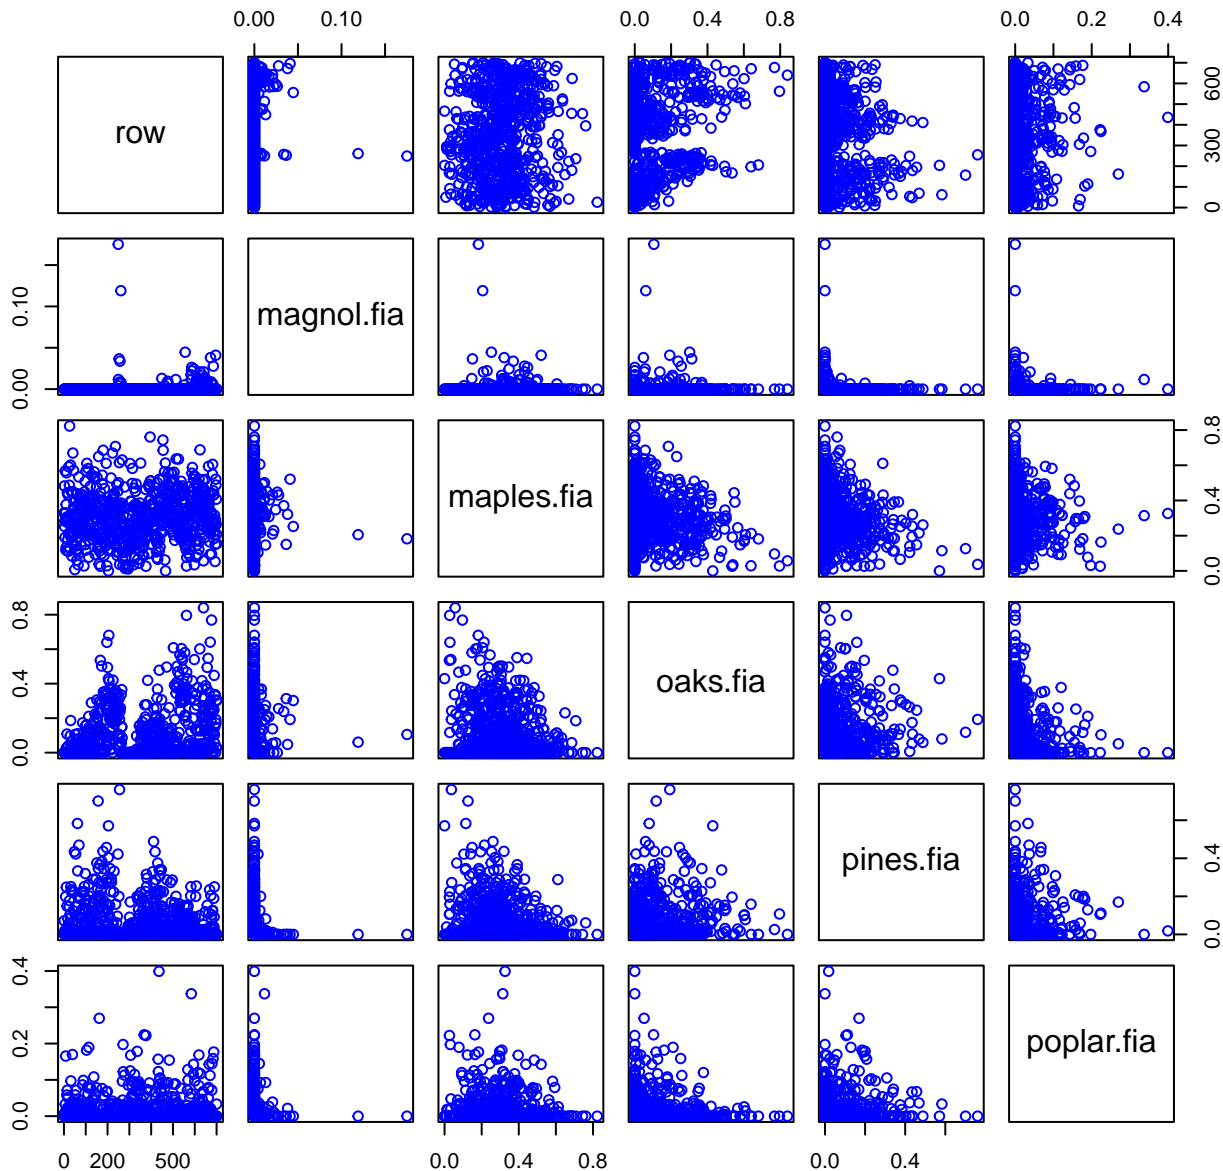 0.00 0.10 0.0 0.4 0.8 0.0 0.2 0.4
row 0 300 600
0.00 0.10 magnol.fia
maples.fia 0.0 0.4 0.8
0.0 0.4 0.8 oaks.fia
pines.fia 0.0 0.4
0.0 0.2 0.4 poplar.fia
0 200 500 0.0 0.4 0.8 0.0 0.4